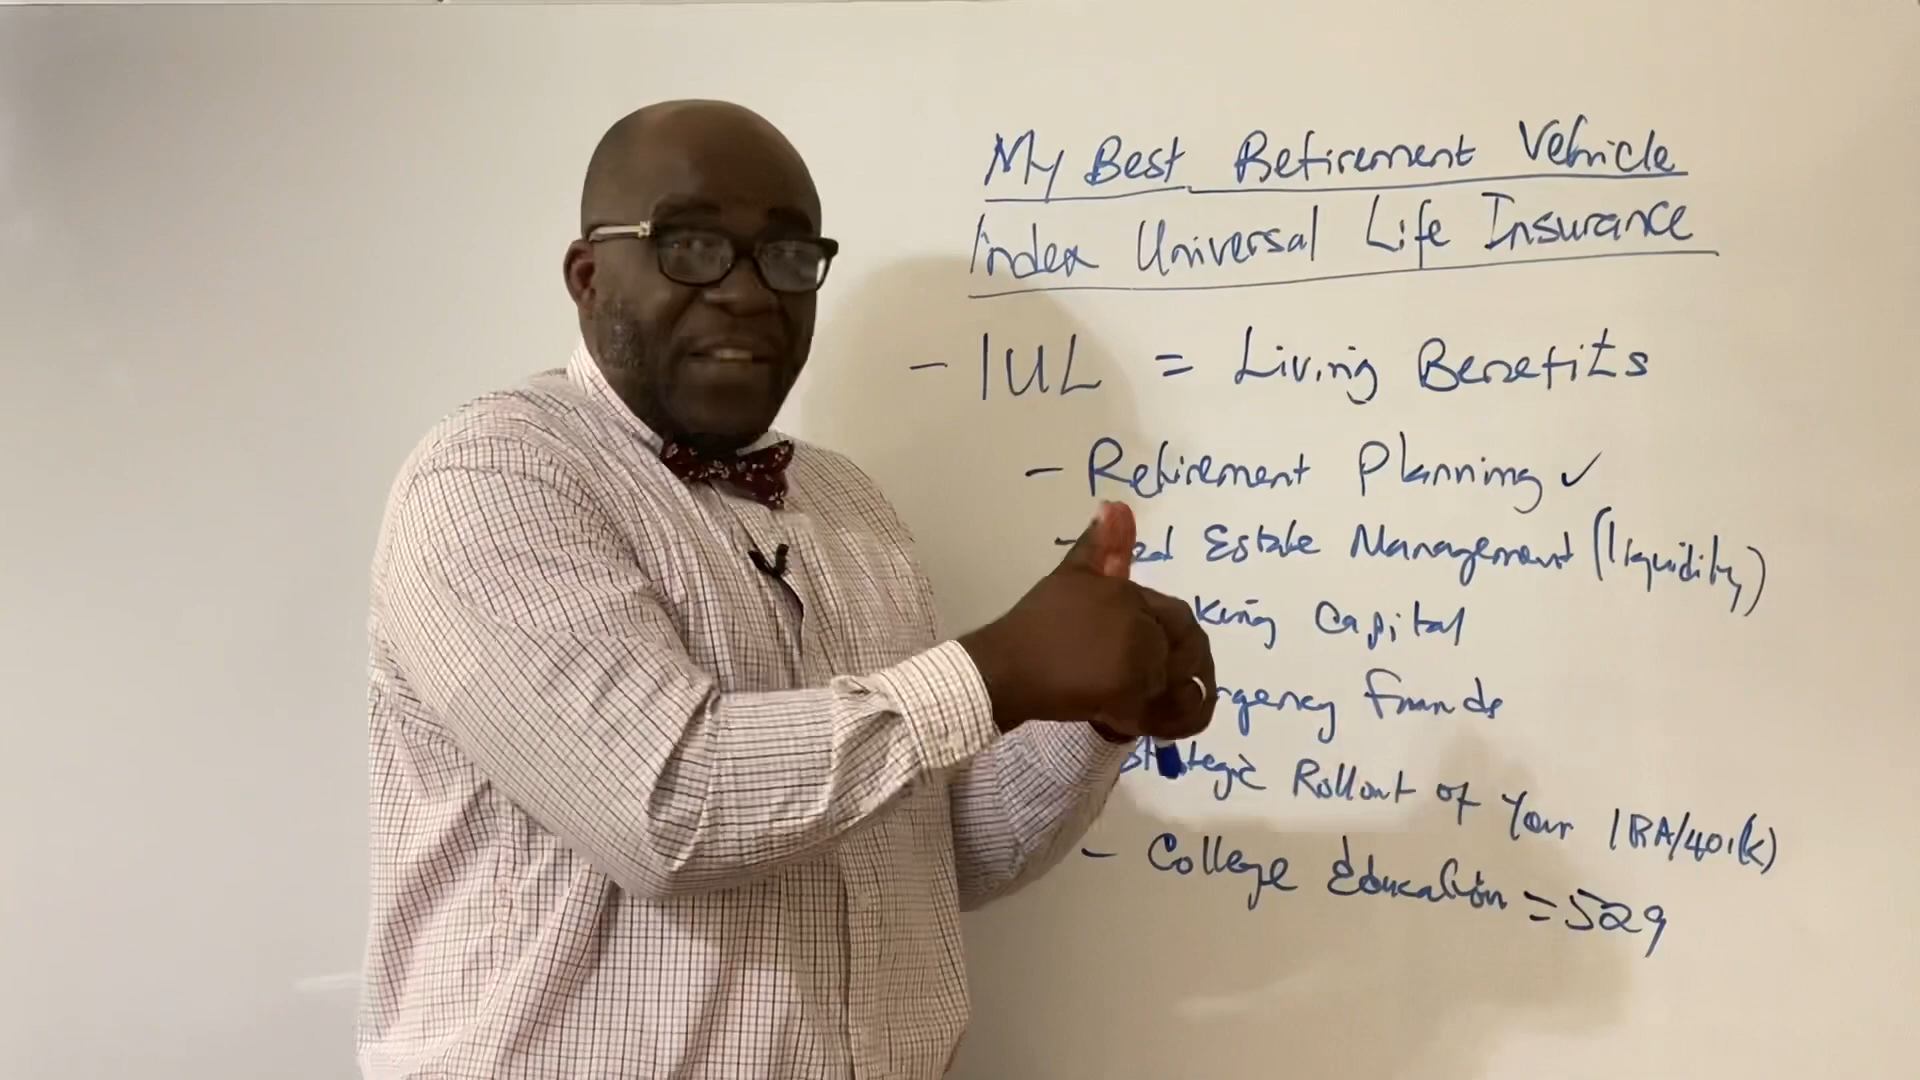 My Best Retirement Vehicle
Index Universal Life Insurance
- IUL = Living Benefits
- Retirement Planning ✓
- Estate Management (liquidity)
Capital
Funds
Rollout of Your IRA/401(k)
- College Education = 529